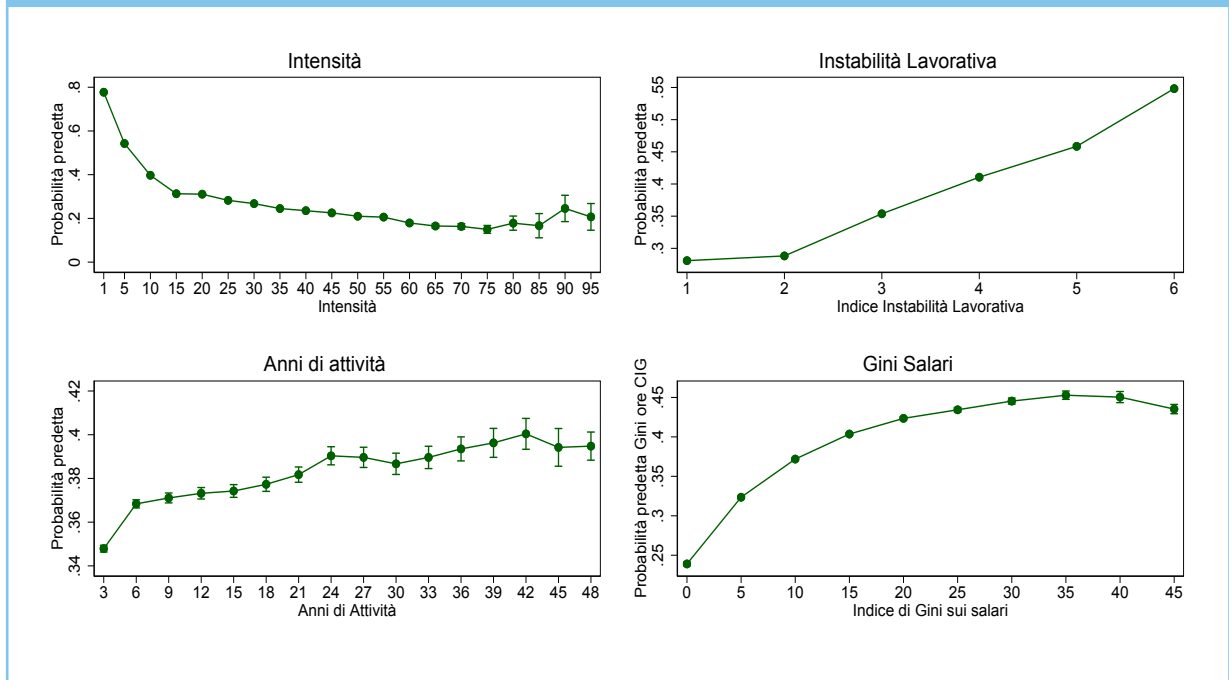 Intensità
Probabilità predetta
.8
.6
.4
.2
0
1 5 10 15 20 25 30 35 40 45 50 55 60 65 70 75 80 85 90 95
Intensità
Instabilità Lavorativa
Probabilità predetta
.55
.5
.45
.4
.35
.3
1 2 3 4 5 6
Indice Instabilità Lavorativa
Anni di attività
Probabilità predetta
.42
.4
.38
.36
.34
3 6 9 12 15 18 21 24 27 30 33 36 39 42 45 48
Anni di Attività
Gini Salari
Probabilità predetta Gini ore CIG
.45
.4
.35
.3
.25
0 5 10 15 20 25 30 35 40 45
Indice di Gini sui salari